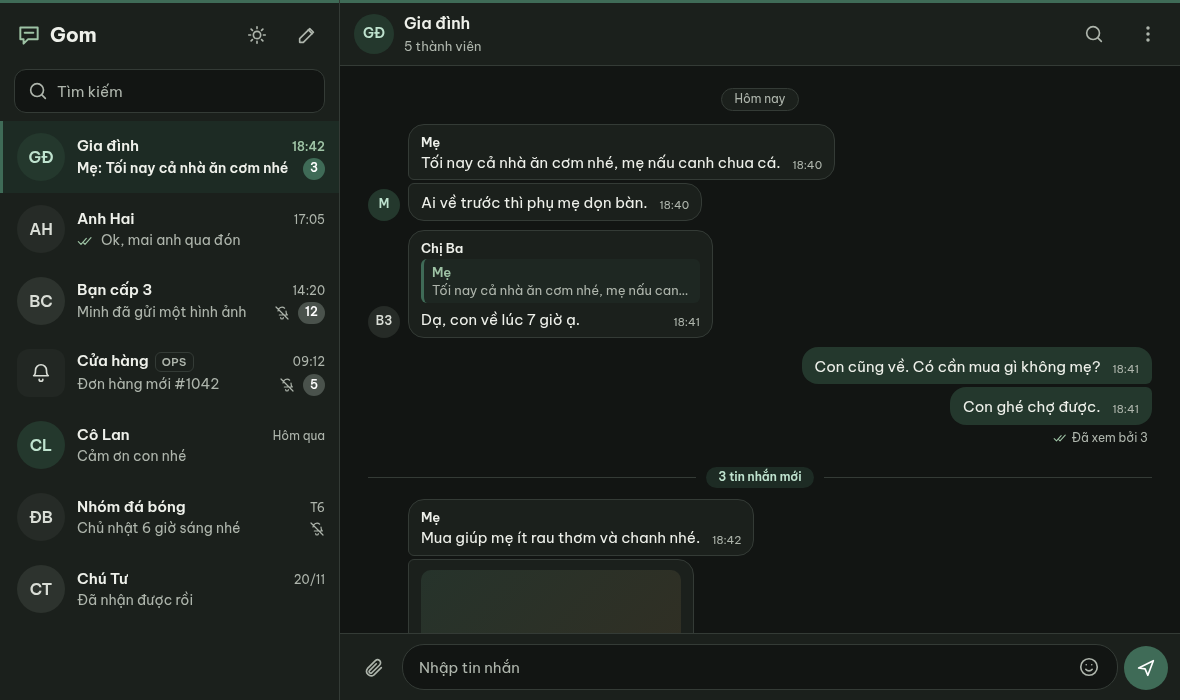 Gom
Tìm kiếm
GĐ
Gia đình
18:42
Mẹ: Tối nay cả nhà ăn cơm nhé
3
AH
Anh Hai
17:05
Ok, mai anh qua đón
BC
Bạn cấp 3
14:20
Minh đã gửi một hình ảnh
12
Cửa hàng OPS
09:12
Đơn hàng mới #1042
5
CL
Cô Lan
Hôm qua
Cảm ơn con nhé
ĐB
Nhóm đá bóng
T6
Chủ nhật 6 giờ sáng nhé
CT
Chú Tư
20/11
Đã nhận được rồi
GĐ
Gia đình
5 thành viên
Hôm nay
Mẹ
Tối nay cả nhà ăn cơm nhé, mẹ nấu canh chua cá. 18:40
M
Ai về trước thì phụ mẹ dọn bàn. 18:40
Chị Ba
Mẹ
Tối nay cả nhà ăn cơm nhé, mẹ nấu can...
B3
Dạ, con về lúc 7 giờ ạ. 18:41
Con cũng về. Có cần mua gì không mẹ? 18:41
Con ghé chợ được. 18:41
Đã xem bởi 3
3 tin nhắn mới
Mẹ
Mua giúp mẹ ít rau thơm và chanh nhé. 18:42
Nhập tin nhắn